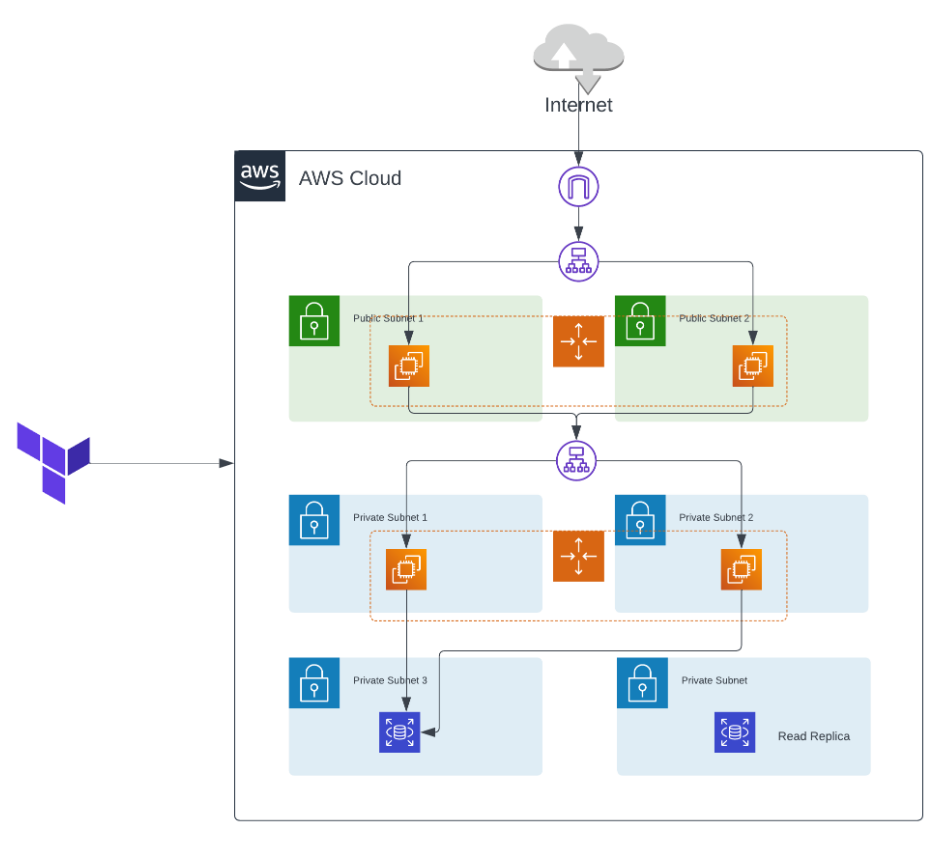 Internet
aws
AWS Cloud
Public Subnet 1
Public Subnet 2
Private Subnet 1
Private Subnet 2
Private Subnet 3
Private Subnet
Read Replica